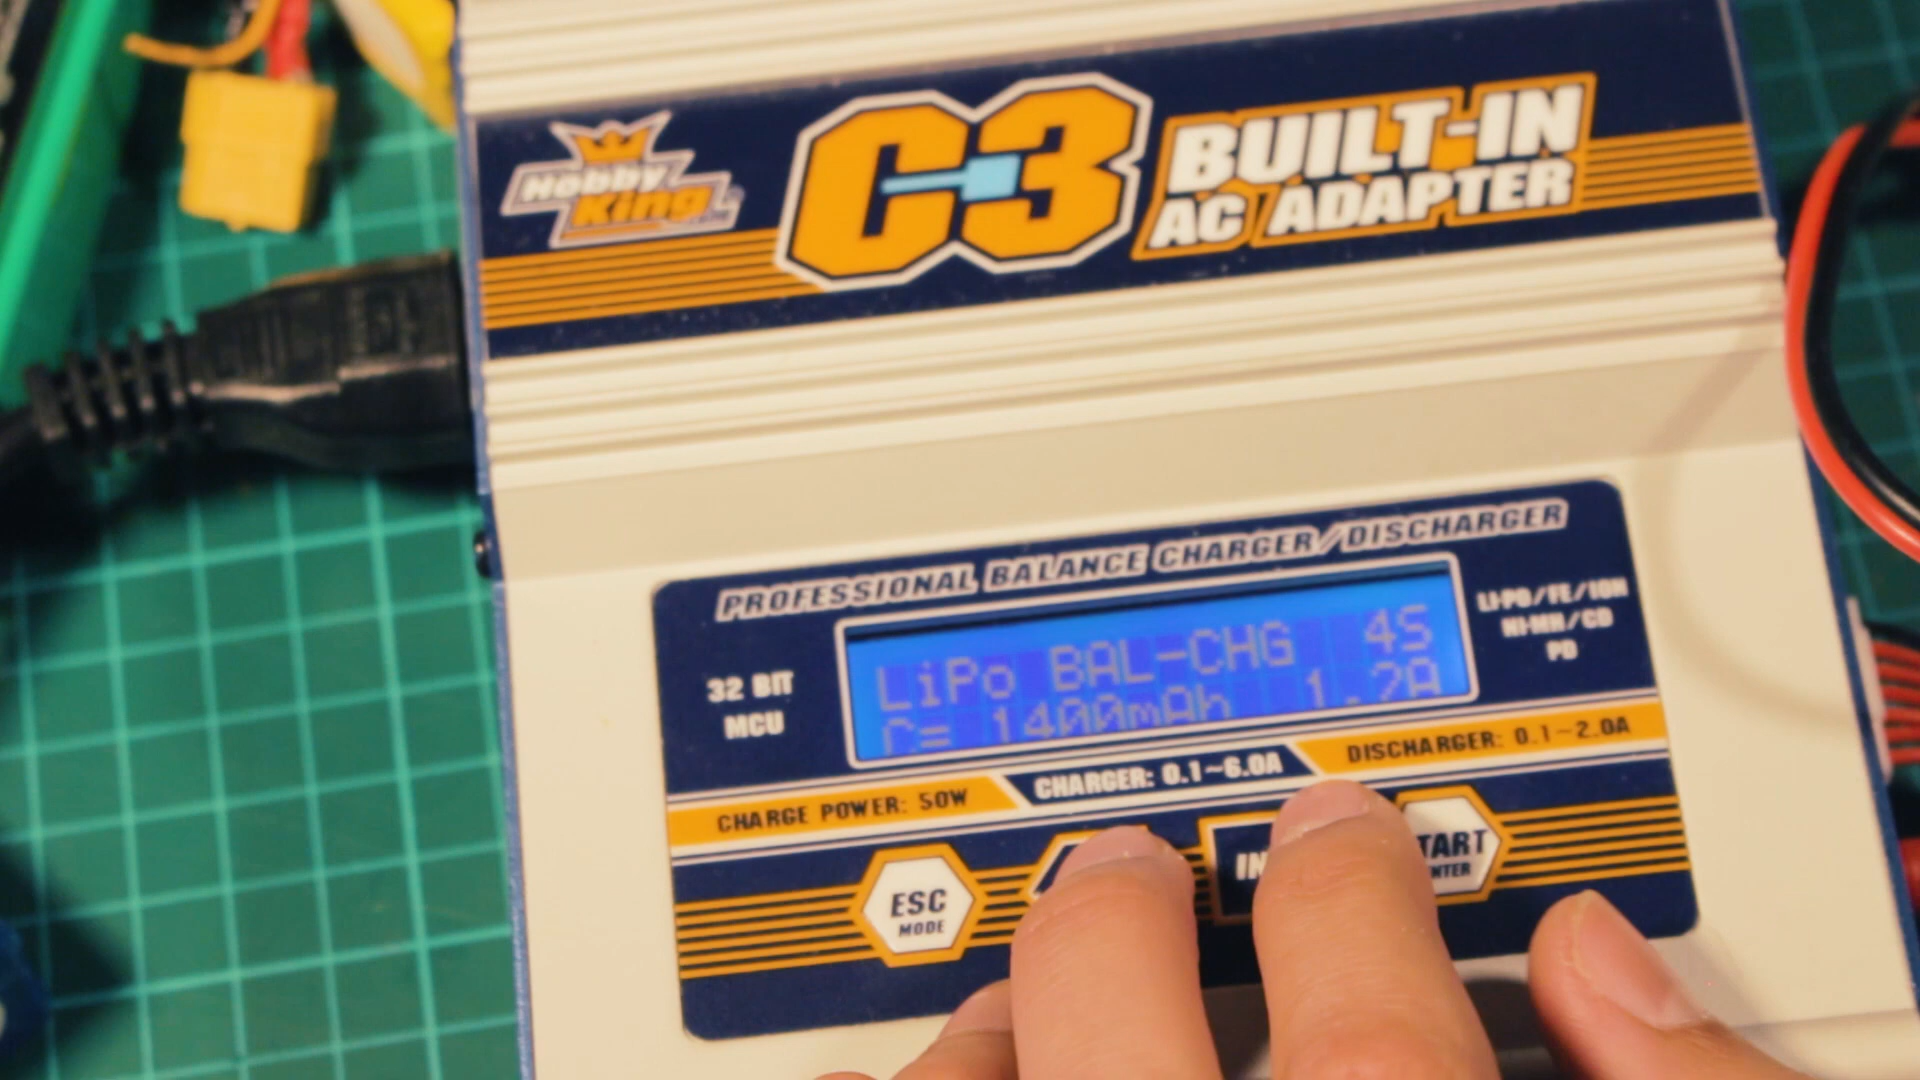 Hobby King
C3
BUILT-IN
AC ADAPTER
PROFESSIONAL BALANCE CHARGER/DISCHARGER
LiPo BAL-CHG 4S
C= 1400mAh 1.2A
32 BIT
MCU
LI-PO/FE/ION
NI-MH/CD
PB
CHARGE POWER: 50W
CHARGER: 0.1~6.0A
DISCHARGER: 0.1~2.0A
ESC
MODE